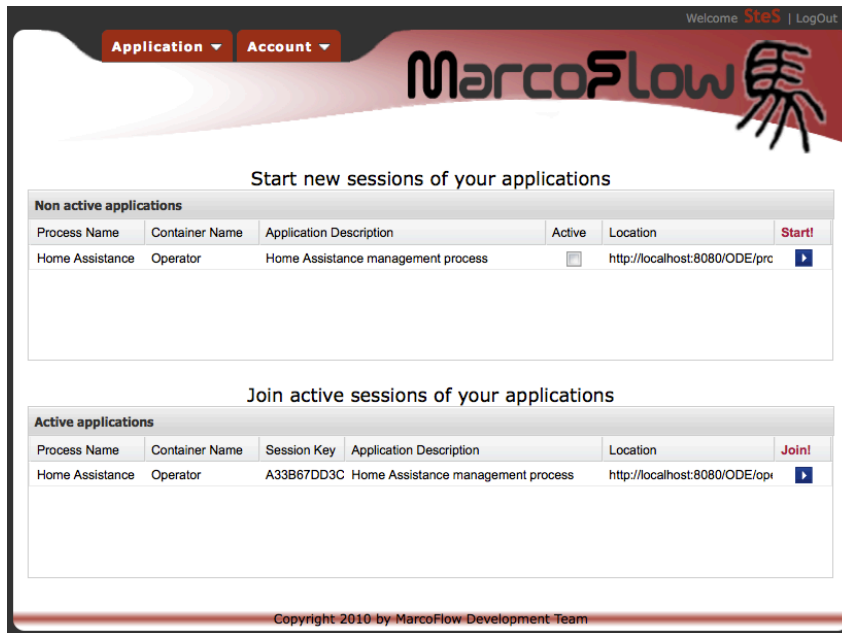 Welcome SteS | LogOut
Application Account
MarcoFlow 馬
Start new sessions of your applications
Non active applications
Process Name Container Name Application Description Active Location Start!
Home Assistance Operator Home Assistance management process http://localhost:8080/ODE/prc
Join active sessions of your applications
Active applications
Process Name Container Name Session Key Application Description Location Join!
Home Assistance Operator A33B67DD3C Home Assistance management process http://localhost:8080/ODE/ope
Copyright 2010 by MarcoFlow Development Team